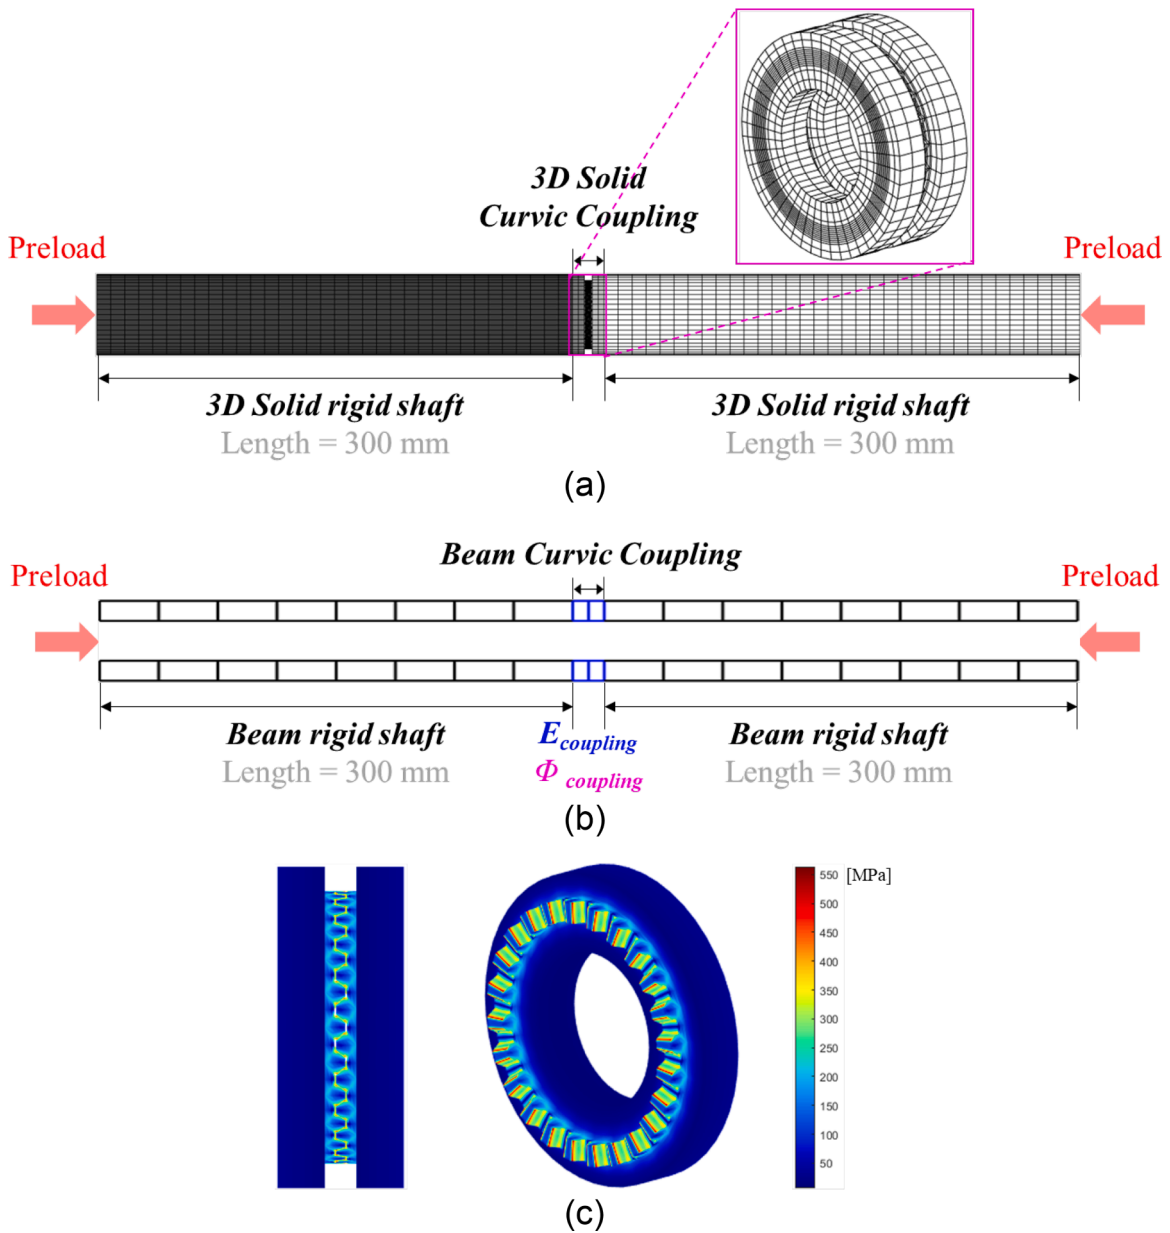 3D Solid
Curvic Coupling
Preload
Preload
3D Solid rigid shaft
3D Solid rigid shaft
Length = 300 mm
Length = 300 mm
(a)
Beam Curvic Coupling
Preload
Preload
Beam rigid shaft
E coupling
Beam rigid shaft
Length = 300 mm
Φ coupling
Length = 300 mm
(b)
550
[MPa]
500
450
400
350
300
250
200
150
100
50
(c)